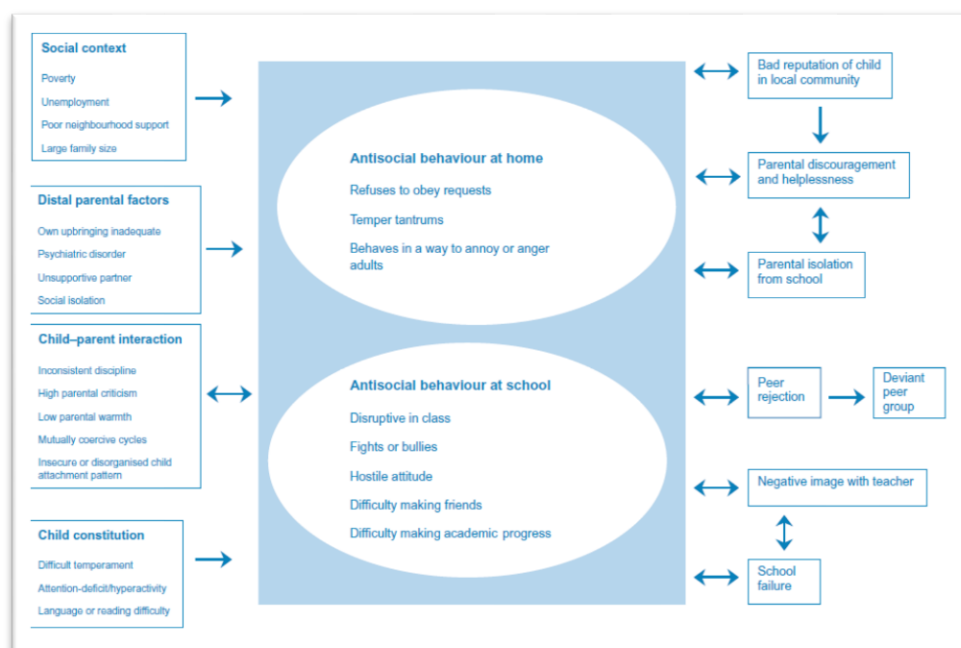 Social context
Poverty
Unemployment
Poor neighbourhood support
Large family size
Distal parental factors
Own upbringing inadequate
Psychiatric disorder
Unsupportive partner
Social isolation
Child–parent interaction
Inconsistent discipline
High parental criticism
Low parental warmth
Mutually coercive cycles
Insecure or disorganised child
attachment pattern
Child constitution
Difficult temperament
Attention-deficit/hyperactivity
Language or reading difficulty
Antisocial behaviour at home
Refuses to obey requests
Temper tantrums
Behaves in a way to annoy or anger
adults
Antisocial behaviour at school
Disruptive in class
Fights or bullies
Hostile attitude
Difficulty making friends
Difficulty making academic progress
Bad reputation of child
in local community
Parental discouragement
and helplessness
Parental isolation
from school
Peer
rejection
Deviant
peer
group
Negative image with teacher
School
failure